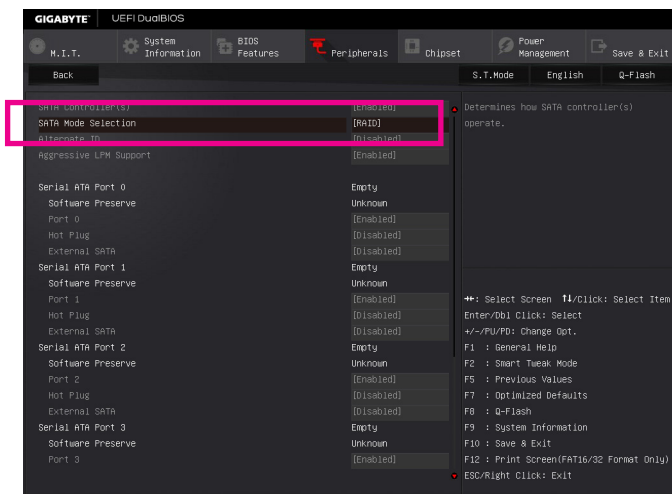 GIGABYTE™ UEFI DualBIOS
M.I.T. System Information BIOS Features Peripherals Chipset Power Management Save & Exit
Back S.T.Mode English Q-Flash
SATA Controller(s) [Enabled] Determines how SATA controller(s)
SATA Mode Selection [RAID] operate.
Alternate ID [Disabled]
Aggressive LPM Support [Enabled]
Serial ATA Port 0 Empty
Software Preserve Unknown
Port 0 [Enabled]
Hot Plug [Disabled]
External SATA [Disabled]
Serial ATA Port 1 Empty
Software Preserve Unknown
Port 1 [Enabled] →←: Select Screen ↑↓/Click: Select Item
Hot Plug [Disabled] Enter/Dbl Click: Select
External SATA [Disabled] +/-/PU/PD: Change Opt.
Serial ATA Port 2 Empty F1 : General Help
Software Preserve Unknown F2 : Smart Tweak Mode
Port 2 [Enabled] F5 : Previous Values
Hot Plug [Disabled] F7 : Optimized Defaults
External SATA [Disabled] F8 : Q-Flash
Serial ATA Port 3 Empty F9 : System Information
Software Preserve Unknown F10 : Save & Exit
Port 3 [Enabled] F12 : Print Screen(FAT16/32 Format Only)
ESC/Right Click: Exit